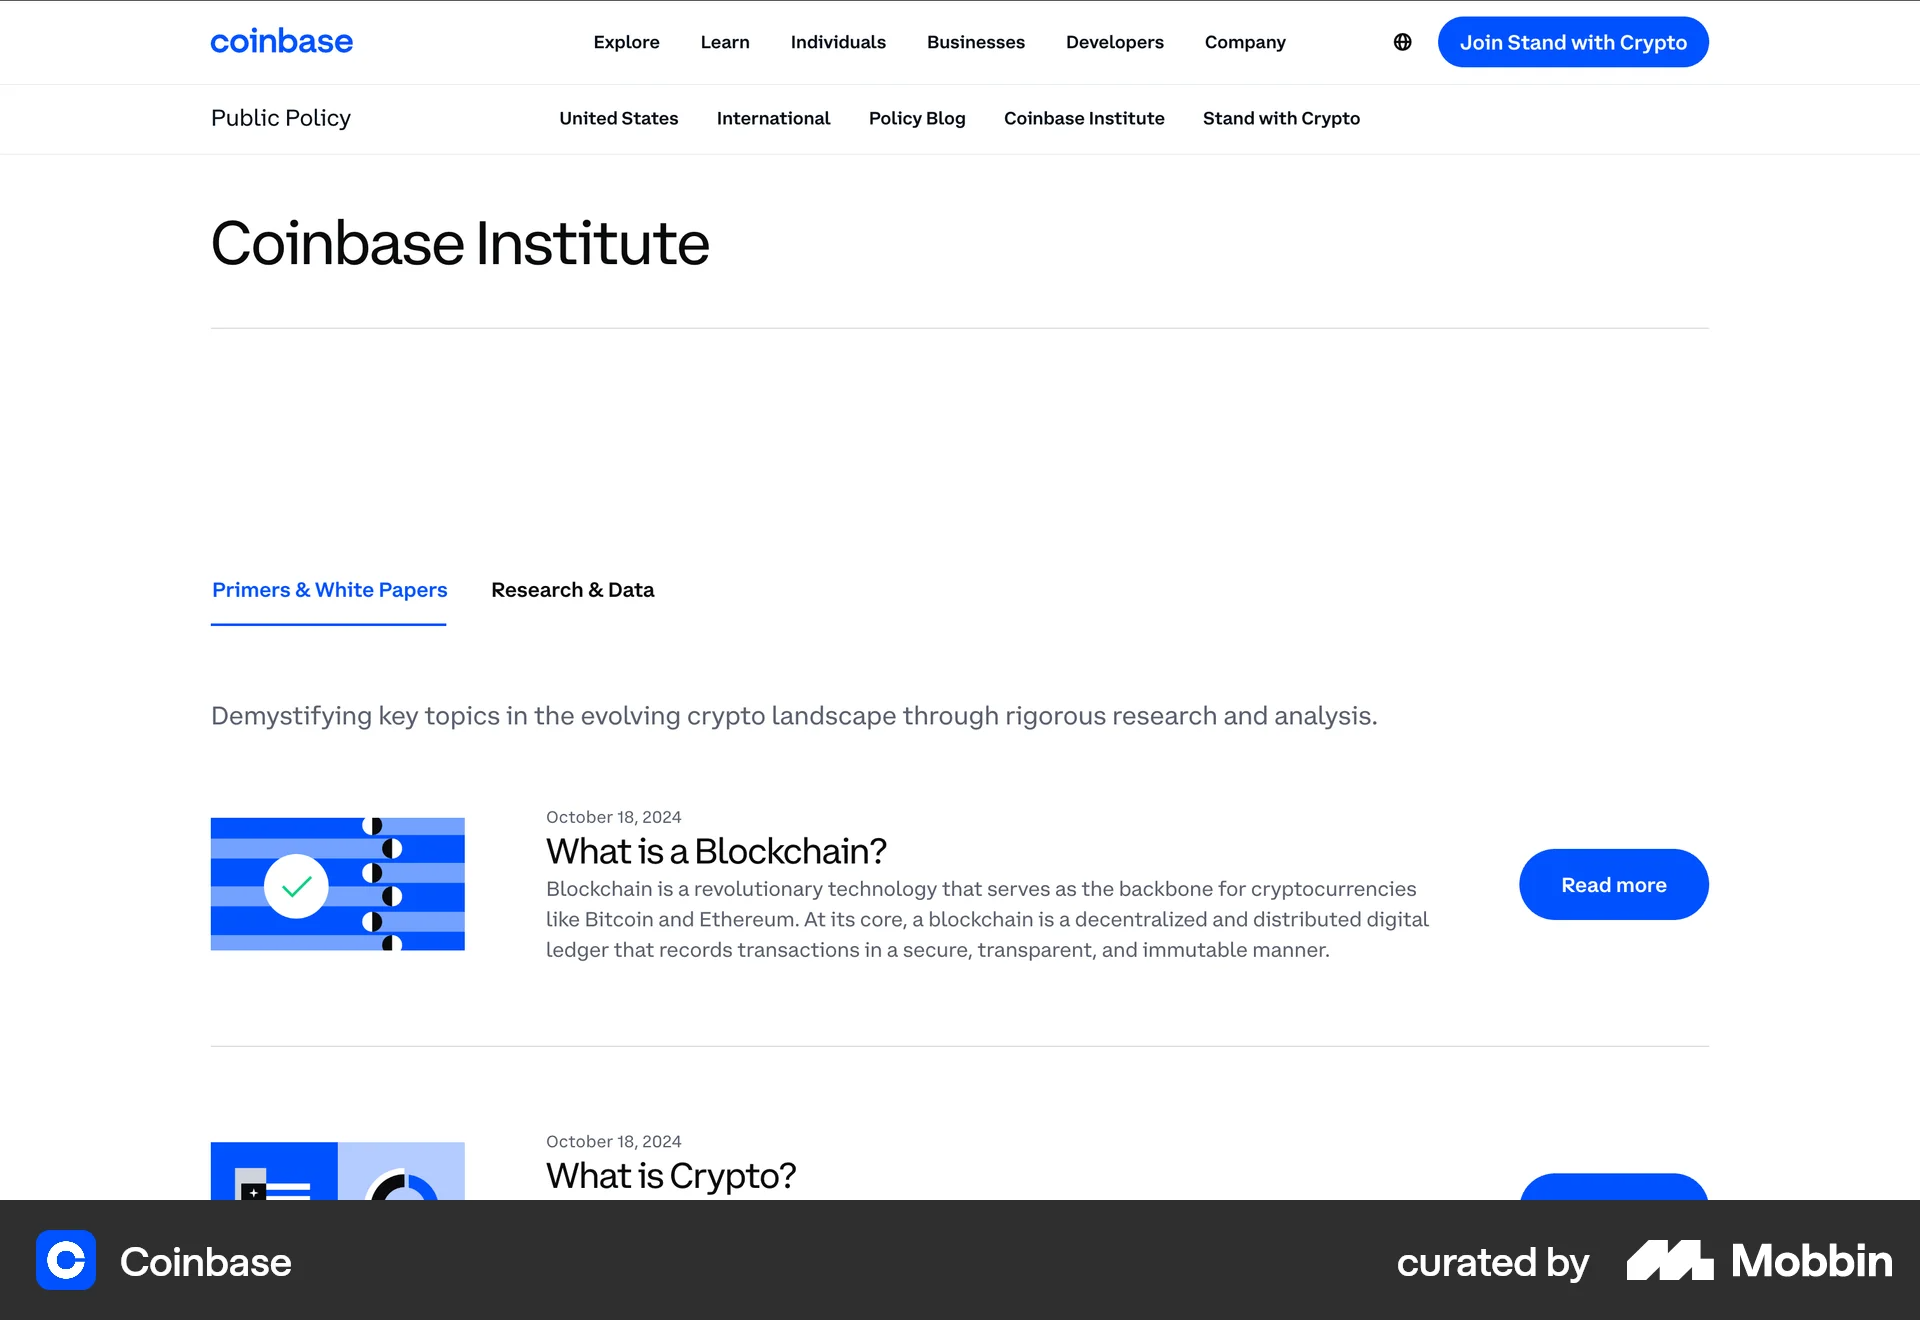 coinbase
Explore Learn Individuals Businesses Developers Company
Join Stand with Crypto
Public Policy
United States International Policy Blog Coinbase Institute Stand with Crypto
Coinbase Institute
Primers & White Papers Research & Data
Demystifying key topics in the evolving crypto landscape through rigorous research and analysis.
October 18, 2024
What is a Blockchain?
Blockchain is a revolutionary technology that serves as the backbone for cryptocurrencies
like Bitcoin and Ethereum. At its core, a blockchain is a decentralized and distributed digital
ledger that records transactions in a secure, transparent, and immutable manner.
Read more
October 18, 2024
What is Crypto?
Coinbase
curated by Mobbin